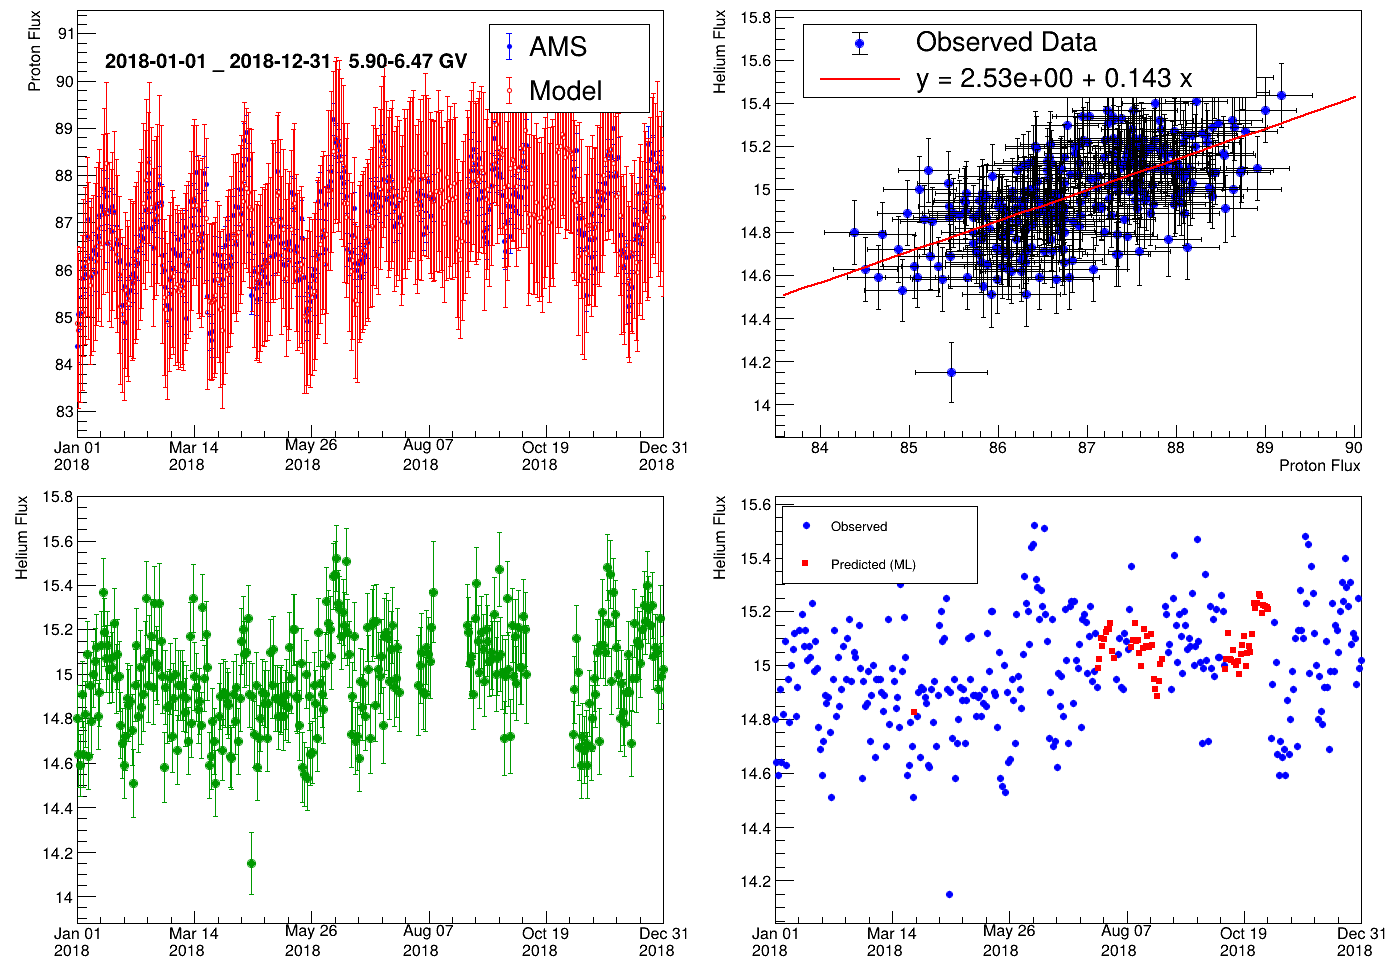 Proton Flux
91
90
89
88
87
86
85
84
83
2018-01-01 _ 2018-12-31 5.90-6.47 GV
AMS
Model
Jan 01 Mar 14 May 26 Aug 07 Oct 19 Dec 31
2018 2018 2018 2018 2018 2018
Helium Flux
15.8
15.6
15.4
15.2
15
14.8
14.6
14.4
14.2
14
Observed Data
y = 2.53e+00 + 0.143 x
84 85 86 87 88 89 90
Proton Flux
Helium Flux
15.8
15.6
15.4
15.2
15
14.8
14.6
14.4
14.2
14
Jan 01 Mar 14 May 26 Aug 07 Oct 19 Dec 31
2018 2018 2018 2018 2018 2018
Helium Flux
15.6
15.4
15.2
15
14.8
14.6
14.4
14.2
Observed
Predicted (ML)
Jan 01 Mar 14 May 26 Aug 07 Oct 19 Dec 31
2018 2018 2018 2018 2018 2018